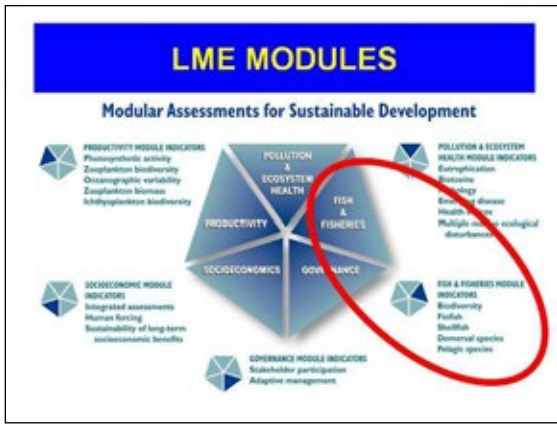 LME MODULES
Modular Assessments for Sustainable Development
PRODUCTIVITY MODULE INDICATORS
Photosynthetic activity
Zooplankton biodiversity
Oceanographic variability
Zooplankton biomass
Ichthyoplankton biodiversity
POLLUTION
&
ECOSYSTEM
HEALTH
POLLUTION & ECOSYSTEM
HEALTH MODULE INDICATORS
Eutrophication
Biotoxins
Emerging disease
Health indices
Multiple marine ecological
disturbances
PRODUCTIVITY
FISH
&
FISHERIES
SOCIOECONOMICS
GOVERNANCE
SOCIOECONOMIC MODULE
INDICATORS
Integrated assessments
Human forcing
Sustainability of long-term
socioeconomic benefits
FISH & FISHERIES MODULE
INDICATORS
Biodiversity
Finfish
Shellfish
Demersal species
Pelagic species
GOVERNANCE MODULE INDICATORS
Stakeholder participation
Adaptive management